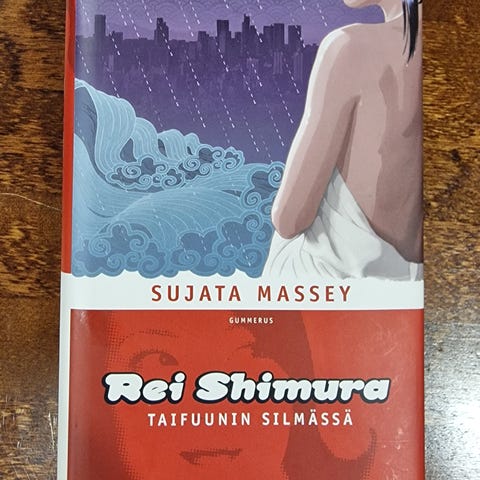 SUJATA MASSEY
GUMMERUS
Rei Shimura
TAIFUUNIN SILMÄSSÄ